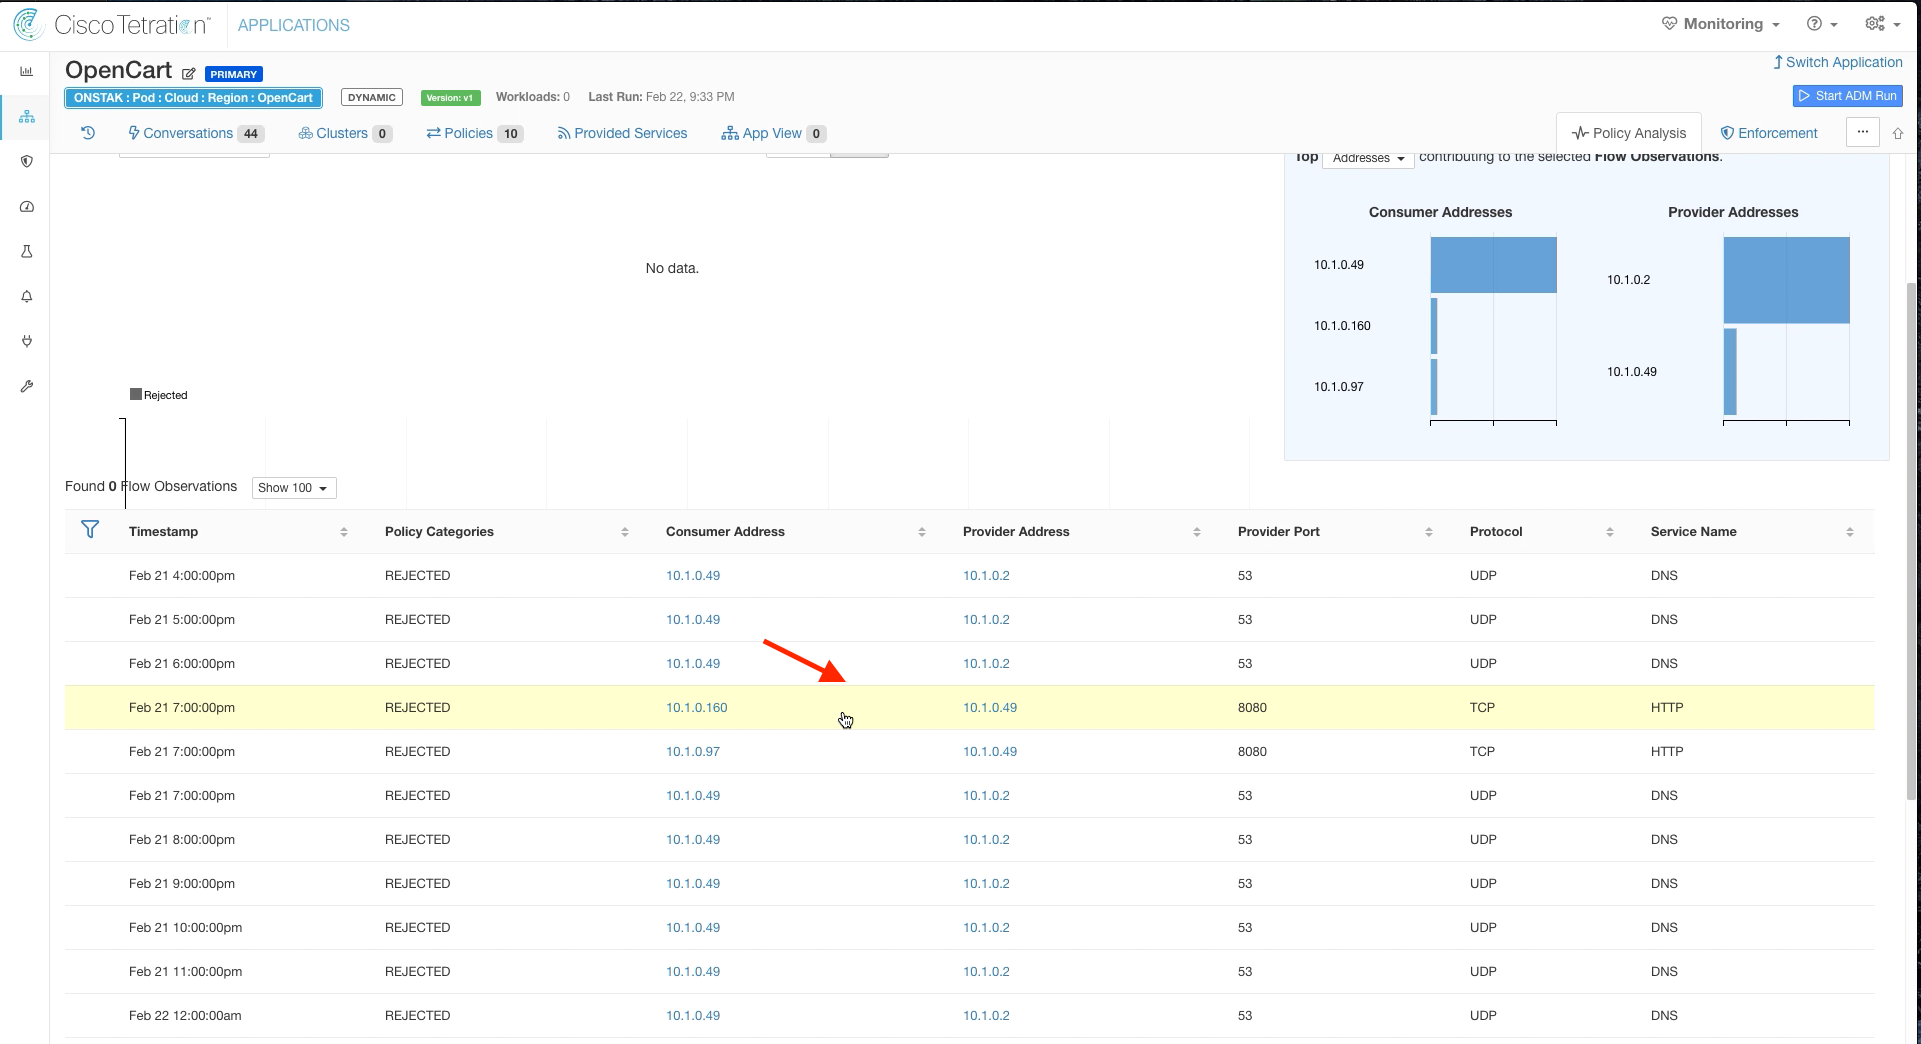 Cisco Tetration™ APPLICATIONS Monitoring
OpenCart PRIMARY
Switch Application
ONSTAK : Pod : Cloud : Region : OpenCart DYNAMIC Version: v1 Workloads: 0 Last Run: Feb 22, 9:33 PM
Start ADM Run
Conversations 44 Clusters 0 Policies 10 Provided Services App View 0 Policy Analysis Enforcement ...
Top Addresses contributing to the selected Flow Observations.
Consumer Addresses Provider Addresses
10.1.0.49
10.1.0.160
10.1.0.97
10.1.0.2
10.1.0.49
No data.
Rejected
Found 0 Flow Observations Show 100
Timestamp Policy Categories Consumer Address Provider Address Provider Port Protocol Service Name
Feb 21 4:00:00pm REJECTED 10.1.0.49 10.1.0.2 53 UDP DNS
Feb 21 5:00:00pm REJECTED 10.1.0.49 10.1.0.2 53 UDP DNS
Feb 21 6:00:00pm REJECTED 10.1.0.49 10.1.0.2 53 UDP DNS
Feb 21 7:00:00pm REJECTED 10.1.0.160 10.1.0.49 8080 TCP HTTP
Feb 21 7:00:00pm REJECTED 10.1.0.97 10.1.0.49 8080 TCP HTTP
Feb 21 7:00:00pm REJECTED 10.1.0.49 10.1.0.2 53 UDP DNS
Feb 21 8:00:00pm REJECTED 10.1.0.49 10.1.0.2 53 UDP DNS
Feb 21 9:00:00pm REJECTED 10.1.0.49 10.1.0.2 53 UDP DNS
Feb 21 10:00:00pm REJECTED 10.1.0.49 10.1.0.2 53 UDP DNS
Feb 21 11:00:00pm REJECTED 10.1.0.49 10.1.0.2 53 UDP DNS
Feb 22 12:00:00am REJECTED 10.1.0.49 10.1.0.2 53 UDP DNS